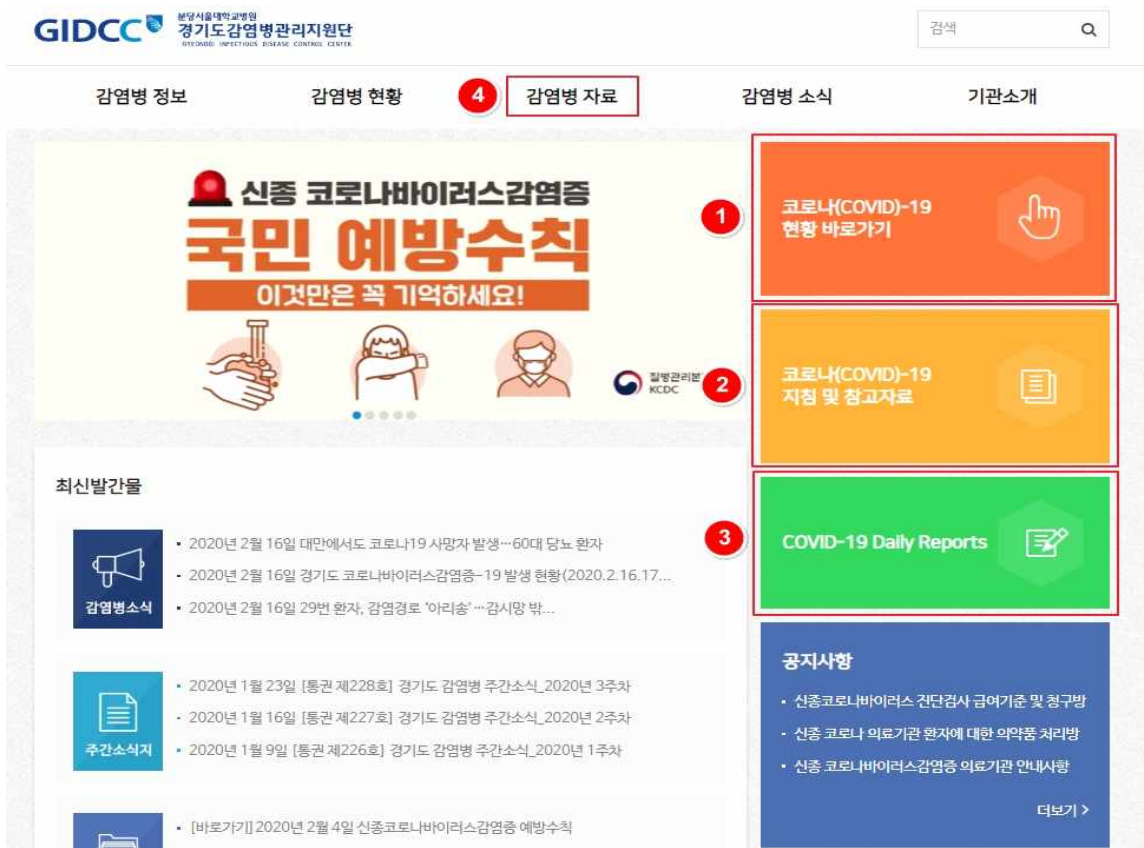 GIDCC
분당서울대학교병원
경기도감염병관리지원단
GYEONGGI INFECTIOUS DISEASE CONTROL CENTER
검색
감염병 정보
감염병 현황
4
감염병 자료
감염병 소식
기관소개
신종 코로나바이러스감염증
국민 예방수칙
이것만은 꼭 기억하세요!
질병관리본
KCDC
1
코로나(COVID)-19
현황 바로가기
2
코로나(COVID)-19
지침 및 참고자료
3
COVID-19 Daily Reports
최신발간물
감염병소식
• 2020년 2월 16일 대만에서도 코로나19 사망자 발생…60대 당뇨 환자
• 2020년 2월 16일 경기도 코로나바이러스감염증-19 발생 현황(2020.2.16.17...
• 2020년 2월 16일 29번 환자, 감염경로 '아리송'…감시망 밖...
주간소식지
• 2020년 1월 23일 [통권 제228호] 경기도 감염병 주간소식_2020년 3주차
• 2020년 1월 16일 [통권 제227호] 경기도 감염병 주간소식_2020년 2주차
• 2020년 1월 9일 [통권 제226호] 경기도 감염병 주간소식_2020년 1주차
• [바로가기] 2020년 2월 4일 신종코로나바이러스감염증 예방수칙
공지사항
• 신종코로나바이러스 진단검사 급여기준 및 청구방
• 신종 코로나 의료기관 환자에 대한 의약품 처리방
• 신종 코로나바이러스감염증 의료기관 안내사항
더보기 >